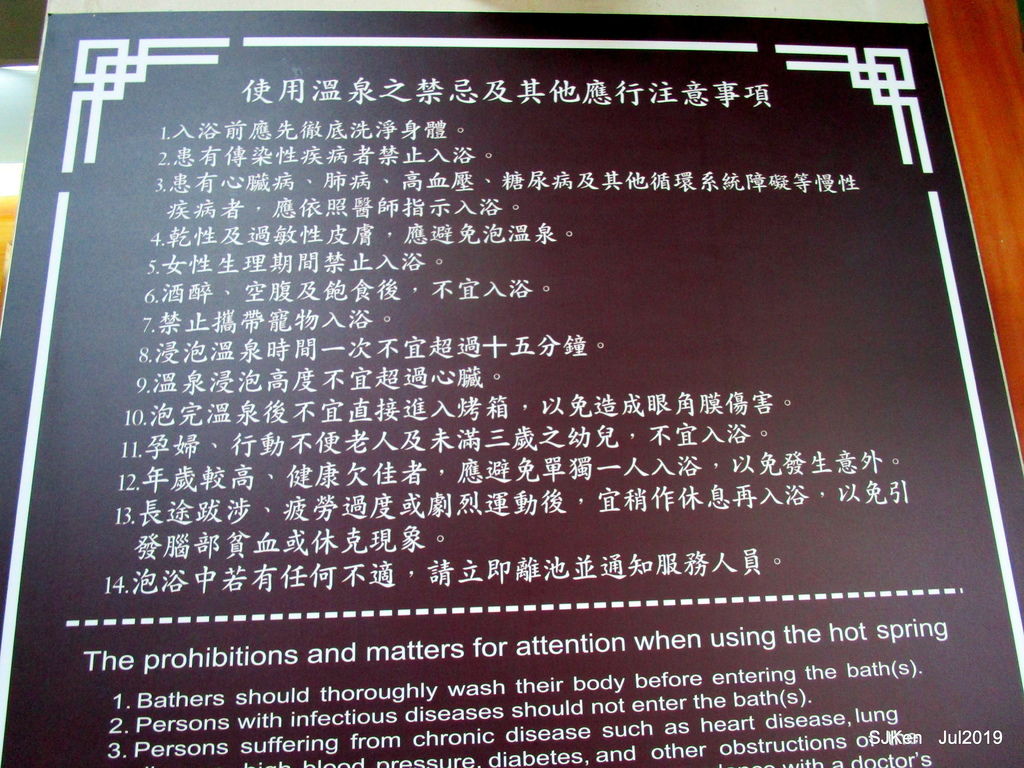 使用溫泉之禁忌及其他應行注意事項
1.入浴前應先徹底洗淨身體。
2.患有傳染性疾病者禁止入浴。
3.患有心臟病、肺病、高血壓、糖尿病及其他循環系統障礙等慢性
疾病者，應依照醫師指示入浴。
4.乾性及過敏性皮膚，應避免泡溫泉。
5.女性生理期間禁止入浴。
6.酒醉、空腹及飽食後，不宜入浴。
7.禁止攜帶寵物入浴。
8.浸泡溫泉時間一次不宜超過十五分鐘。
9.溫泉浸泡高度不宜超過心臟。
10.泡完溫泉後不宜直接進入烤箱，以免造成眼角膜傷害。
11.孕婦、行動不便老人及未滿三歲之幼兒，不宜入浴。
12.年歲較高、健康欠佳者，應避免單獨一人入浴，以免發生意外。
13.長途跋涉、疲勞過度或劇烈運動後，宜稍作休息再入浴，以免引
發腦部貧血或休克現象。
14.泡浴中若有任何不適，請立即離池並通知服務人員。
The prohibitions and matters for attention when using the hot spring
1. Bathers should thoroughly wash their body before entering the bath(s).
2. Persons with infectious diseases should not enter the bath(s).
3. Persons suffering from chronic disease such as heart disease, lung
high blood pressure, diabetes, and other obstructions of
with a doctor's
Jul2019